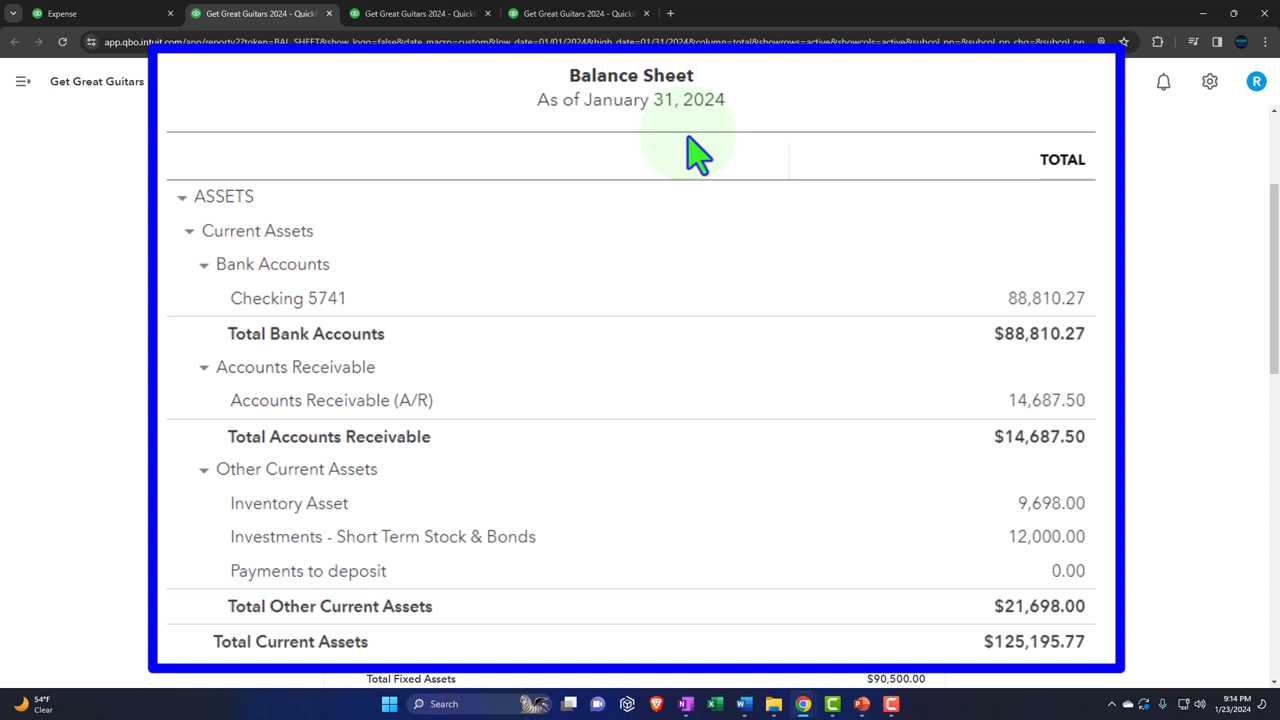 Expense
Get Great Guitars 2024 - Quick
Get Great Guitars 2024 - Quick
Get Great Guitars 2024 - Quick
Get Great Guitars
R
Balance Sheet
As of January 31, 2024
TOTAL
ASSETS
Current Assets
Bank Accounts
Checking 5741 88,810.27
Total Bank Accounts $88,810.27
Accounts Receivable
Accounts Receivable (A/R) 14,687.50
Total Accounts Receivable $14,687.50
Other Current Assets
Inventory Asset 9,698.00
Investments - Short Term Stock & Bonds 12,000.00
Payments to deposit 0.00
Total Other Current Assets $21,698.00
Total Current Assets $125,195.77
Total Fixed Assets $90,500.00
54°F
Clear
Search
9:14 PM
1/23/2024